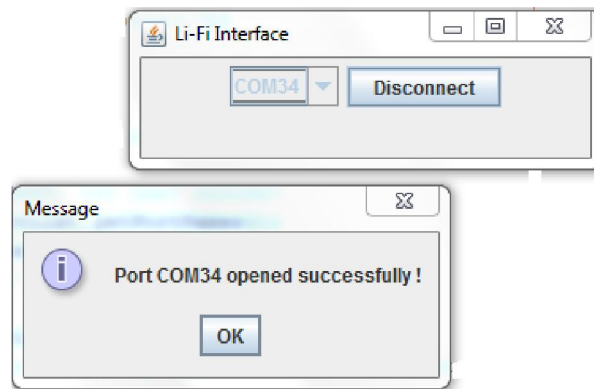 Li-Fi Interface
COM34 Disconnect
Message
Port COM34 opened successfully !
OK